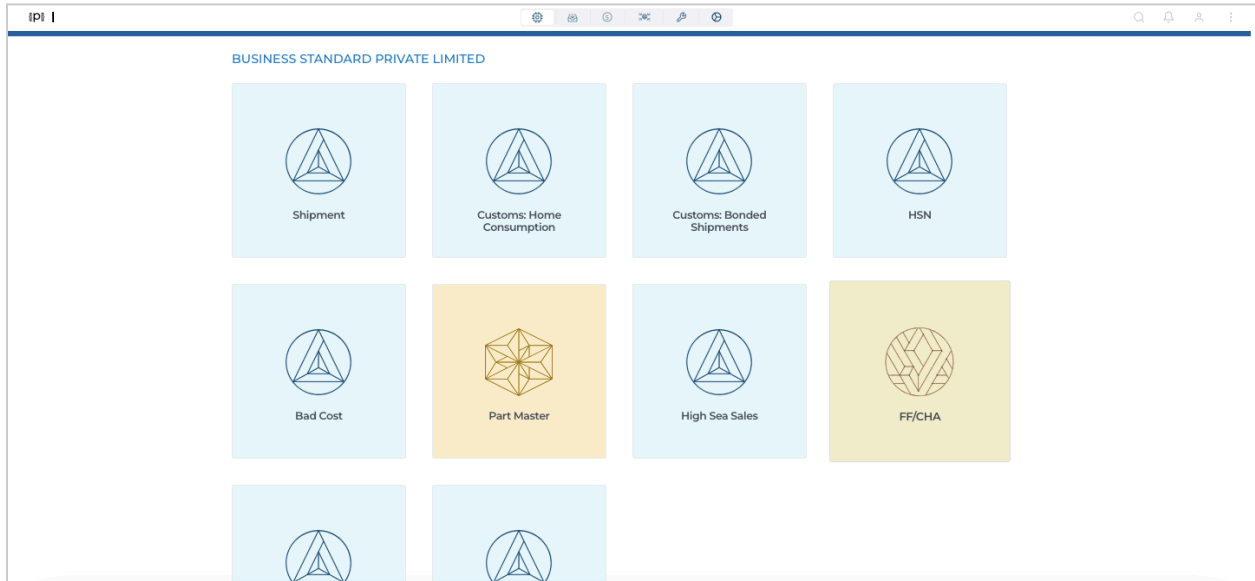 BUSINESS STANDARD PRIVATE LIMITED
Shipment
Customs: Home
Consumption
Customs: Bonded
Shipments
HSN
Bad Cost
Part Master
High Sea Sales
FF/CHA